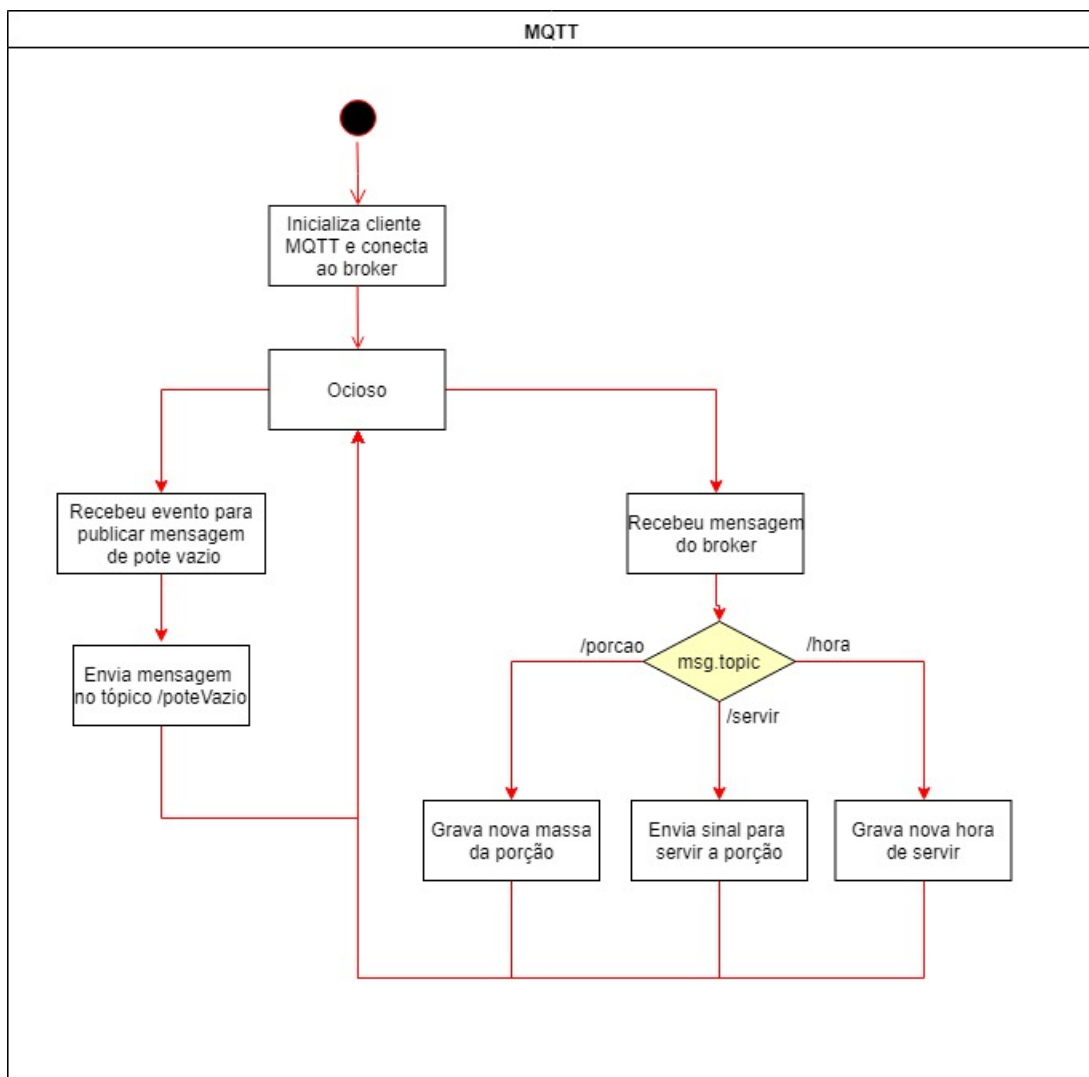 MQTT
Inicializa cliente
MQTT e conecta
ao broker
Ocioso
Recebeu evento para
publicar mensagem
de pote vazio
Recebeu mensagem
do broker
Envia mensagem
no tópico /poteVazio
/porcao
msg.topic
/hora
/servir
Grava nova massa
da porção
Envia sinal para
servir a porção
Grava nova hora
de servir